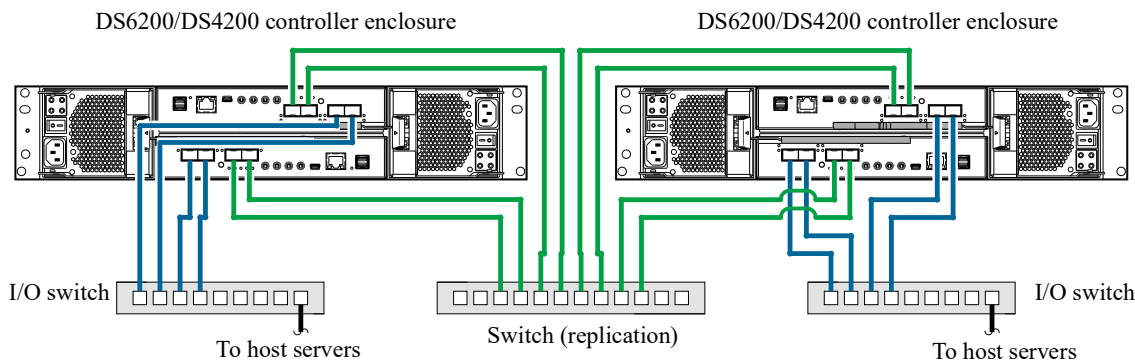 DS6200/DS4200 controller enclosure
DS6200/DS4200 controller enclosure
I/O switch
To host servers
Switch (replication)
I/O switch
To host servers